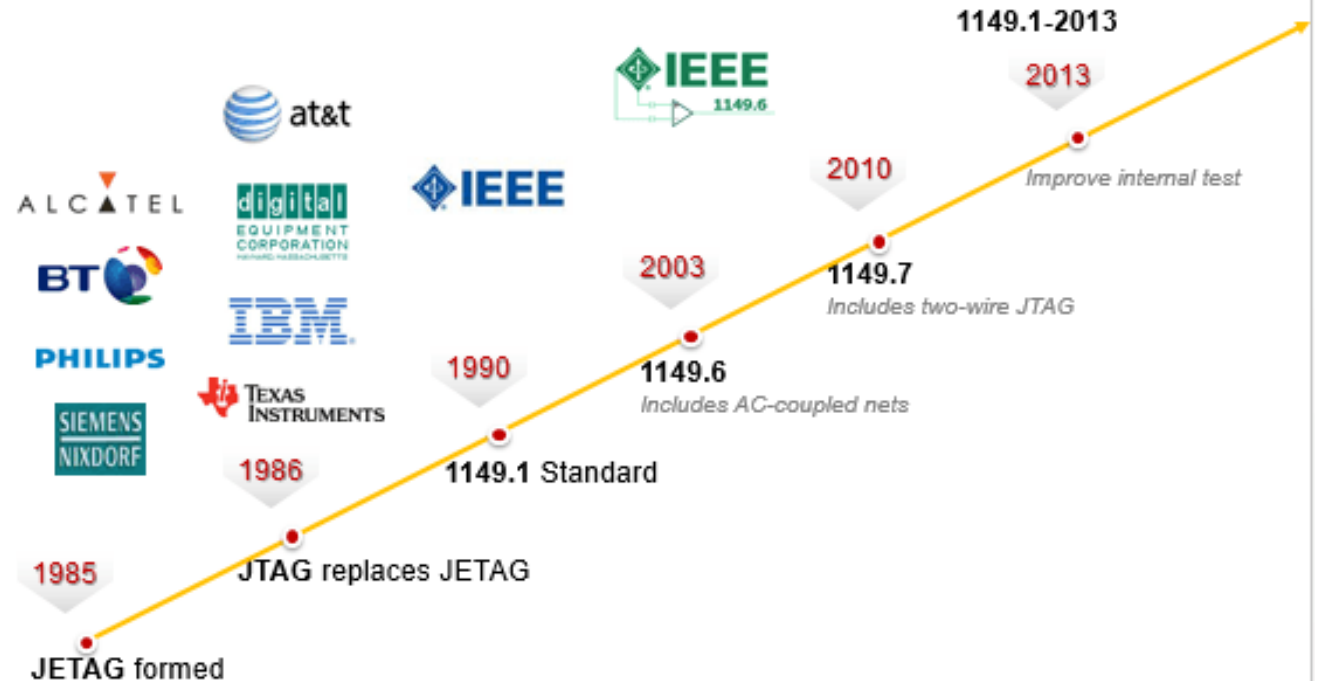 1149.1-2013
2013
IEEE
1149.6
at&t
ALCATEL
digital
EQUIPMENT
CORPORATION
MAYNARD, MASSACHUSETTS
IEEE
2010
Improve internal test
BT
2003
1149.7
Includes two-wire JTAG
IBM
PHILIPS
1990
1149.6
Includes AC-coupled nets
TEXAS
INSTRUMENTS
SIEMENS
NIXDORF
1986
1149.1 Standard
JTAG replaces JETAG
1985
JETAG formed